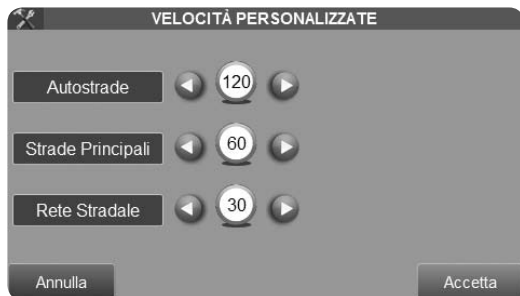 VELOCITÀ PERSONALIZZATE
Autostrade 120
Strade Principali 60
Rete Stradale 30
Annulla Accetta